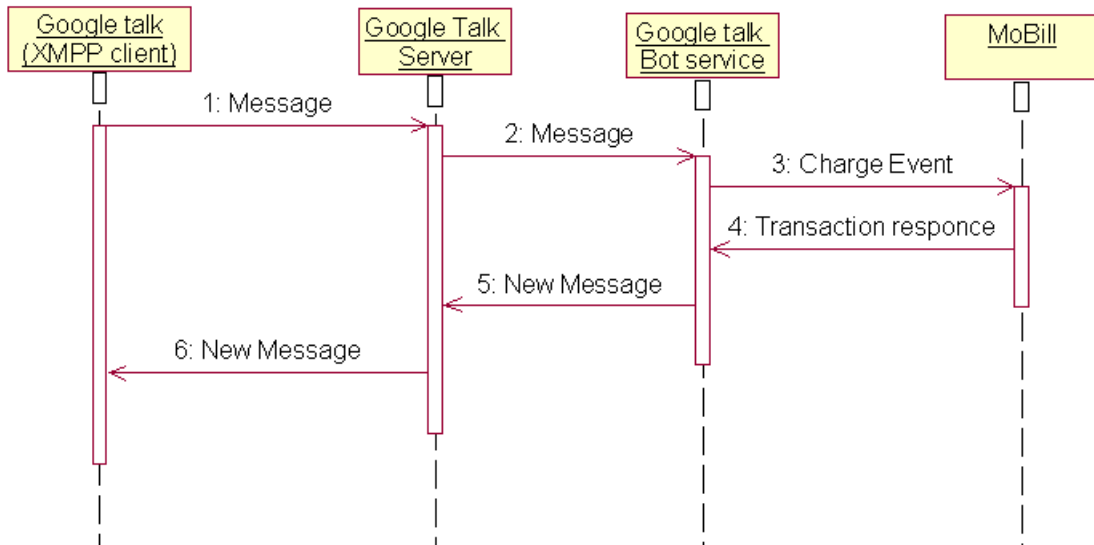 Google talk
(XMPP client)
Google Talk
Server
Google talk
Bot service
MoBill
1: Message
2: Message
3: Charge Event
4: Transaction responce
5: New Message
6: New Message